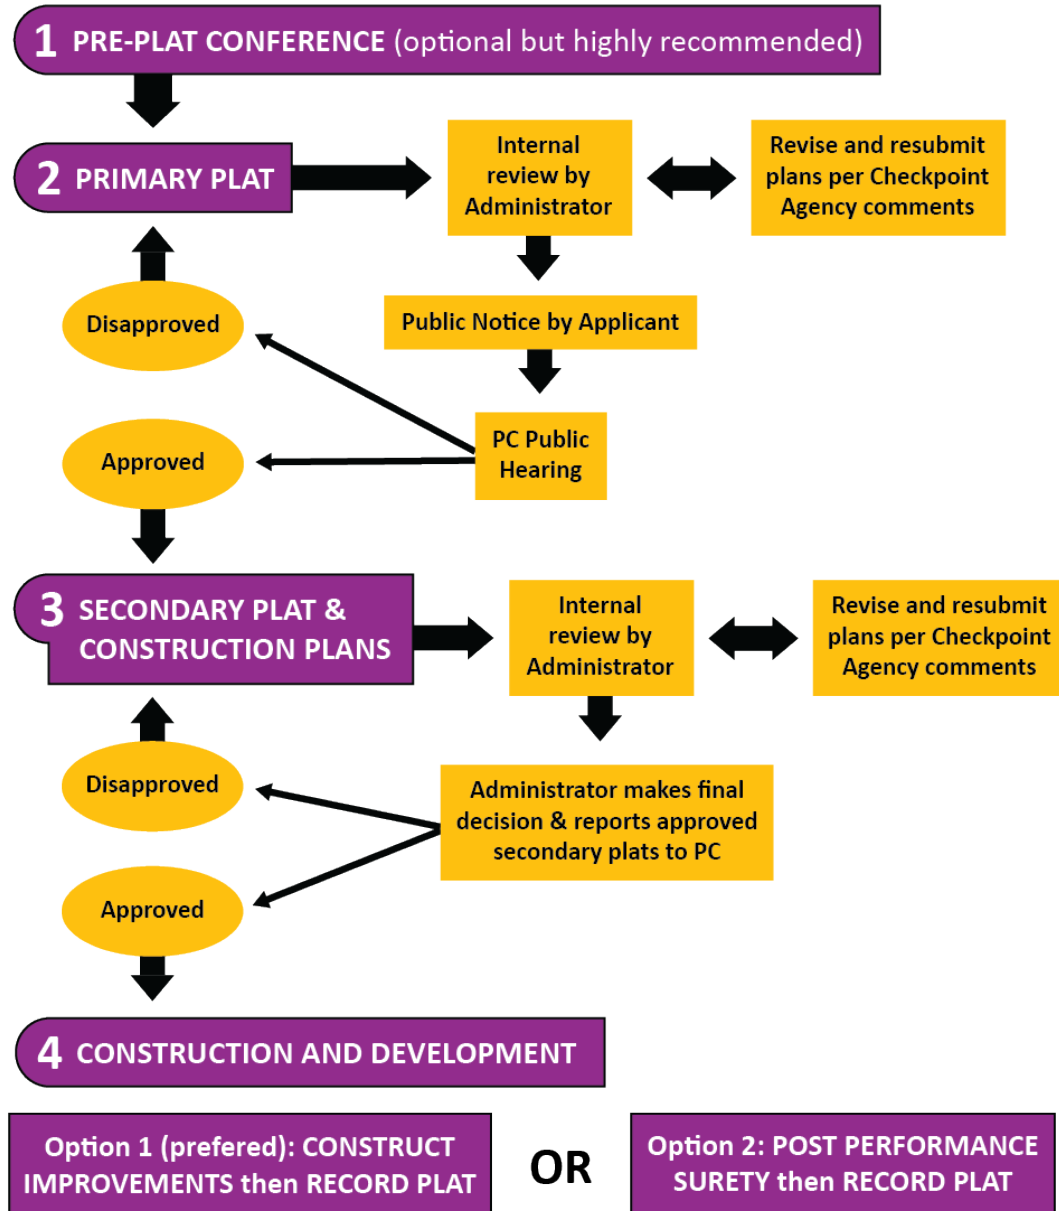 1 PRE-PLAT CONFERENCE (optional but highly recommended)
2 PRIMARY PLAT
Internal
review by
Administrator
Revise and resubmit
plans per Checkpoint
Agency comments
Disapproved
Public Notice by Applicant
Approved
PC Public
Hearing
3 SECONDARY PLAT &
CONSTRUCTION PLANS
Internal
review by
Administrator
Revise and resubmit
plans per Checkpoint
Agency comments
Disapproved
Administrator makes final
decision & reports approved
secondary plats to PC
Approved
4 CONSTRUCTION AND DEVELOPMENT
Option 1 (prefered): CONSTRUCT
IMPROVEMENTS then RECORD PLAT
OR
Option 2: POST PERFORMANCE
SURETY then RECORD PLAT